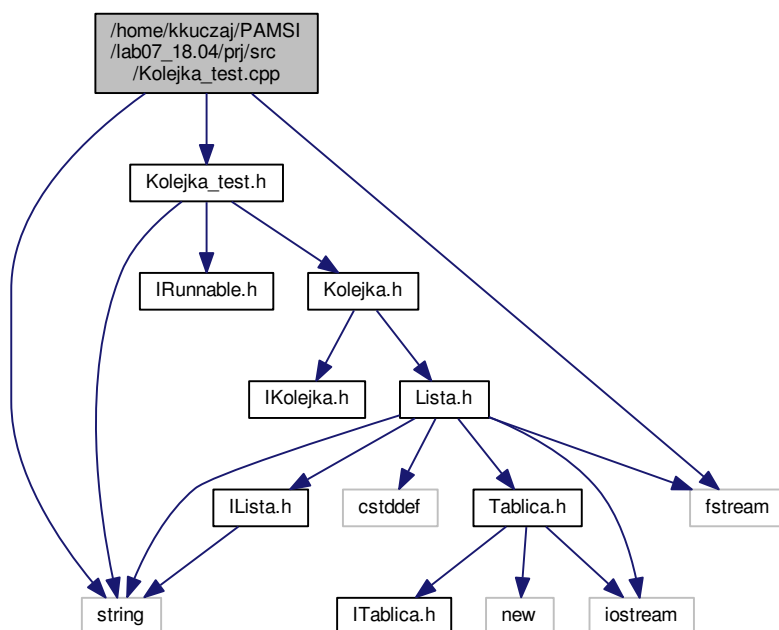 /home/kkuczaj/PAMSI
/lab07_18.04/prj/src
/Kolejka_test.cpp
Kolejka_test.h
IRunnable.h
Kolejka.h
IKolejka.h
Lista.h
ILista.h
cstddef
Tablica.h
fstream
string
ITablica.h
new
iostream